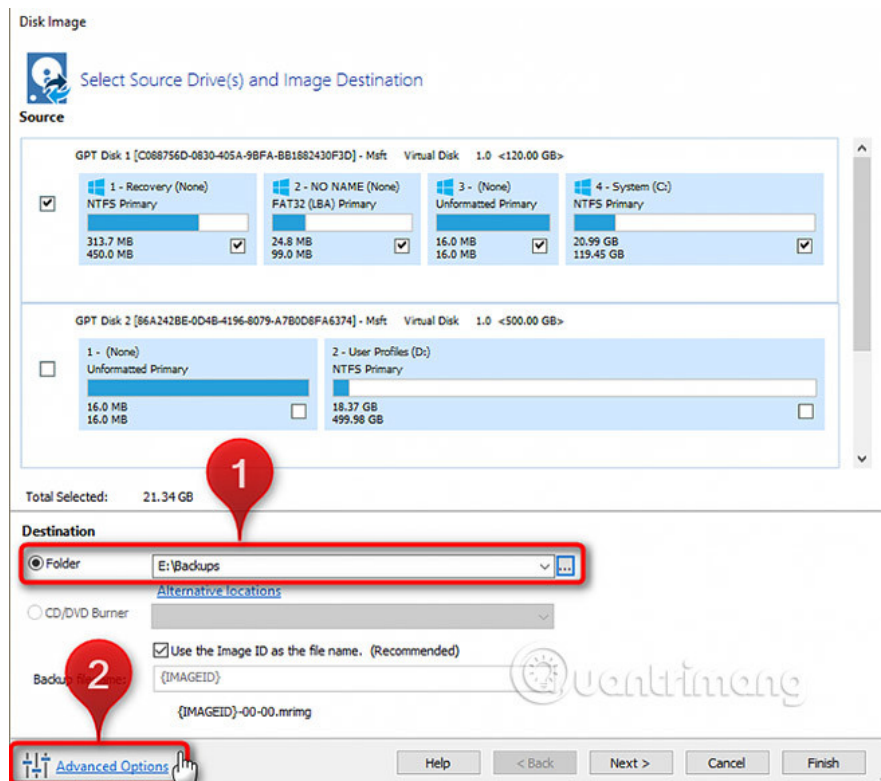 Disk Image
Select Source Drive(s) and Image Destination
Source
GPT Disk 1 [C088756D-0830-405A-9BFA-BB1882430F3D] - Msft Virtual Disk 1.0 <120.00 GB>
1 - Recovery (None)
NTFS Primary
313.7 MB
450.0 MB
2 - NO NAME (None)
FAT32 (LBA) Primary
24.8 MB
99.0 MB
3 - (None)
Unformatted Primary
16.0 MB
16.0 MB
4 - System (C:)
NTFS Primary
20.99 GB
119.45 GB
GPT Disk 2 [86A242BE-0D4B-4196-8079-A7B0D8FA6374] - Msft Virtual Disk 1.0 <500.00 GB>
1 - (None)
Unformatted Primary
16.0 MB
16.0 MB
2 - User Profiles (D:)
NTFS Primary
18.37 GB
499.98 GB
Total Selected: 21.34 GB
1
Destination
Folder E:\Backups ...
Alternative locations
CD/DVD Burner
Use the Image ID as the file name. (Recommended)
Backup {IMAGEID}
2
Quantrimang
{IMAGEID}-00-00.mrimg
Advanced Options
Help < Back Next > Cancel Finish